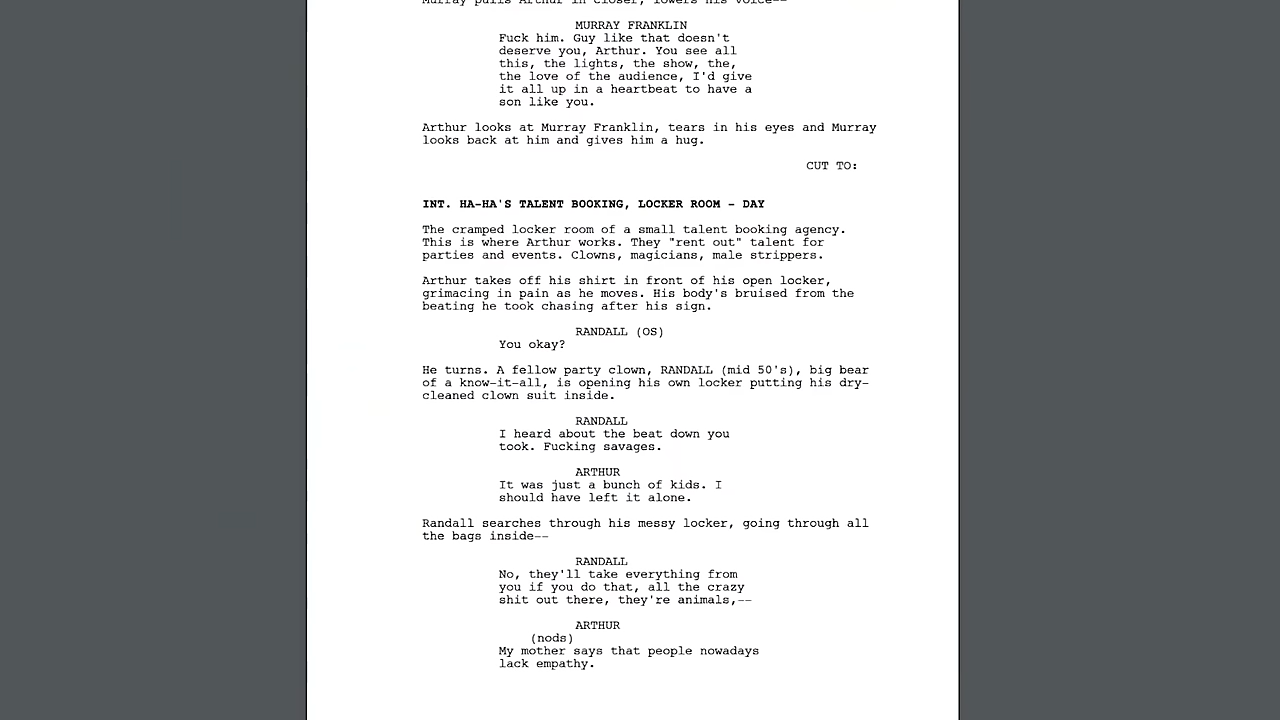 Murray pulls Arthur in closer, lowers his voice--
MURRAY FRANKLIN
Fuck him. Guy like that doesn't
deserve you, Arthur. You see all
this, the lights, the show, the,
the love of the audience, I'd give
it all up in a heartbeat to have a
son like you.
Arthur looks at Murray Franklin, tears in his eyes and Murray
looks back at him and gives him a hug.
CUT TO:
INT. HA-HA'S TALENT BOOKING, LOCKER ROOM - DAY
The cramped locker room of a small talent booking agency.
This is where Arthur works. They "rent out" talent for
parties and events. Clowns, magicians, male strippers.
Arthur takes off his shirt in front of his open locker,
grimacing in pain as he moves. His body's bruised from the
beating he took chasing after his sign.
RANDALL (OS)
You okay?
He turns. A fellow party clown, RANDALL (mid 50's), big bear
of a know-it-all, is opening his own locker putting his dry-
cleaned clown suit inside.
RANDALL
I heard about the beat down you
took. Fucking savages.
ARTHUR
It was just a bunch of kids. I
should have left it alone.
Randall searches through his messy locker, going through all
the bags inside--
RANDALL
No, they'll take everything from
you if you do that, all the crazy
shit out there, they're animals,--
ARTHUR
(nods)
My mother says that people nowadays
lack empathy.